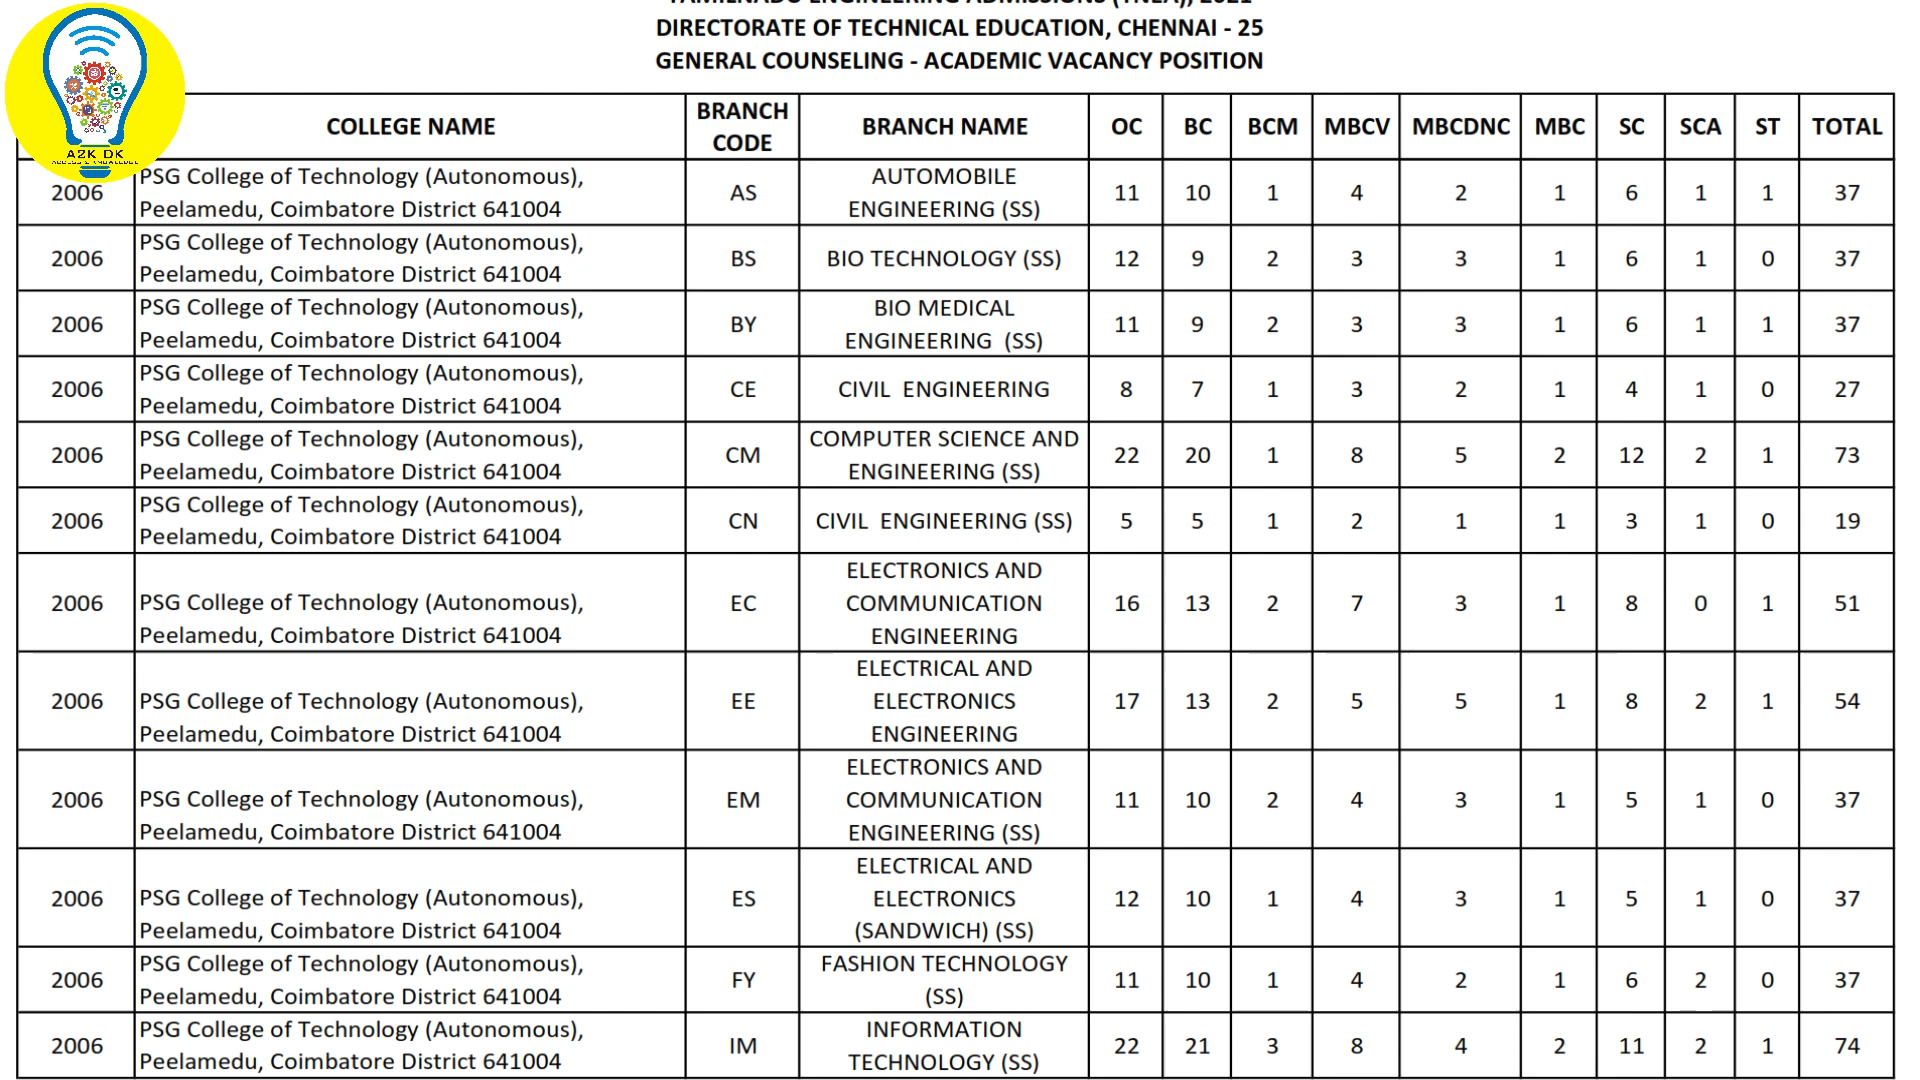 TAMILNADU ENGINEERING ADMISSIONS (TNEA), 2021
DIRECTORATE OF TECHNICAL EDUCATION, CHENNAI - 25
GENERAL COUNSELING - ACADEMIC VACANCY POSITION
A2K DK
COLLEGE NAME BRANCH CODE BRANCH NAME OC BC BCM MBCV MBCDNC MBC SC SCA ST TOTAL
2006 PSG College of Technology (Autonomous), Peelamedu, Coimbatore District 641004 AS AUTOMOBILE ENGINEERING (SS) 11 10 1 4 2 1 6 1 1 37
2006 PSG College of Technology (Autonomous), Peelamedu, Coimbatore District 641004 BS BIO TECHNOLOGY (SS) 12 9 2 3 3 1 6 1 0 37
2006 PSG College of Technology (Autonomous), Peelamedu, Coimbatore District 641004 BY BIO MEDICAL ENGINEERING (SS) 11 9 2 3 3 1 6 1 1 37
2006 PSG College of Technology (Autonomous), Peelamedu, Coimbatore District 641004 CE CIVIL ENGINEERING 8 7 1 3 2 1 4 1 0 27
2006 PSG College of Technology (Autonomous), Peelamedu, Coimbatore District 641004 CM COMPUTER SCIENCE AND ENGINEERING (SS) 22 20 1 8 5 2 12 2 1 73
2006 PSG College of Technology (Autonomous), Peelamedu, Coimbatore District 641004 CN CIVIL ENGINEERING (SS) 5 5 1 2 1 1 3 1 0 19
2006 PSG College of Technology (Autonomous), Peelamedu, Coimbatore District 641004 EC ELECTRONICS AND COMMUNICATION ENGINEERING 16 13 2 7 3 1 8 0 1 51
2006 PSG College of Technology (Autonomous), Peelamedu, Coimbatore District 641004 EE ELECTRICAL AND ELECTRONICS ENGINEERING 17 13 2 5 5 1 8 2 1 54
2006 PSG College of Technology (Autonomous), Peelamedu, Coimbatore District 641004 EM ELECTRONICS AND COMMUNICATION ENGINEERING (SS) 11 10 2 4 3 1 5 1 0 37
2006 PSG College of Technology (Autonomous), Peelamedu, Coimbatore District 641004 ES ELECTRICAL AND ELECTRONICS (SANDWICH) (SS) 12 10 1 4 3 1 5 1 0 37
2006 PSG College of Technology (Autonomous), Peelamedu, Coimbatore District 641004 FY FASHION TECHNOLOGY (SS) 11 10 1 4 2 1 6 2 0 37
2006 PSG College of Technology (Autonomous), Peelamedu, Coimbatore District 641004 IM INFORMATION TECHNOLOGY (SS) 22 21 3 8 4 2 11 2 1 74